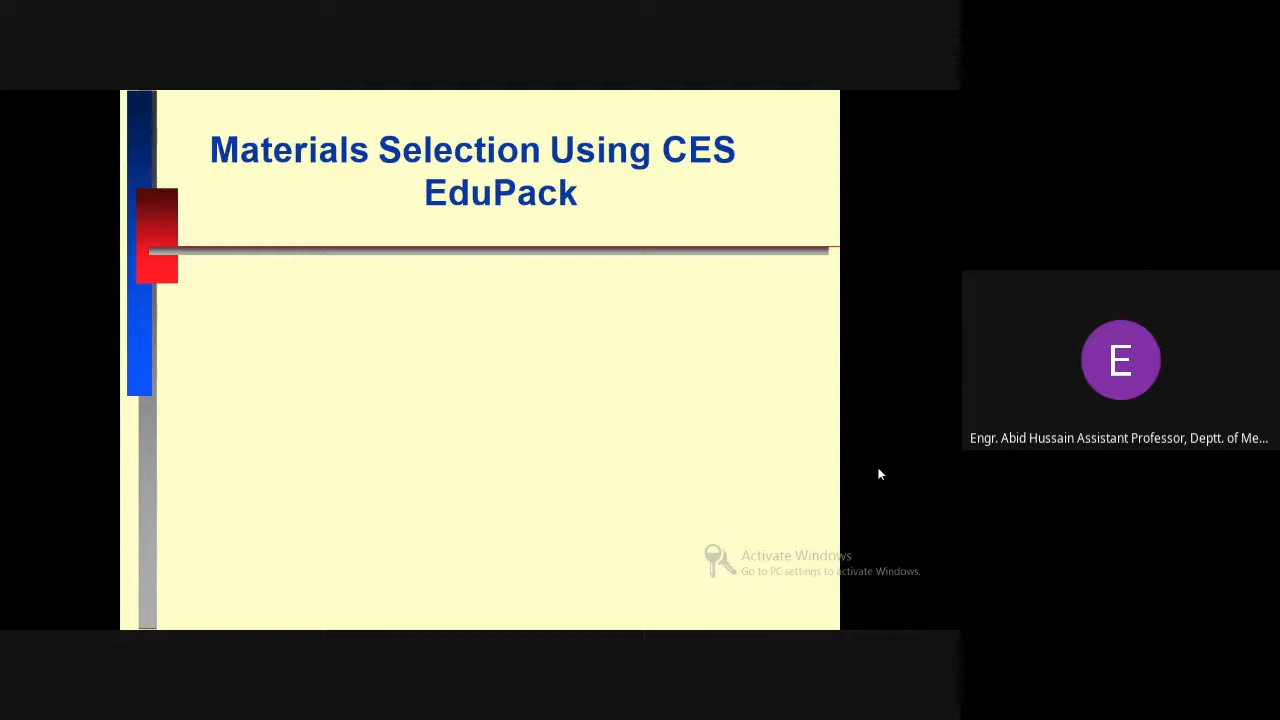 Materials Selection Using CES
EduPack
E
Engr. Abid Hussain Assistant Professor, Deptt. of Me...
Activate Windows
Go to PC settings to activate Windows.